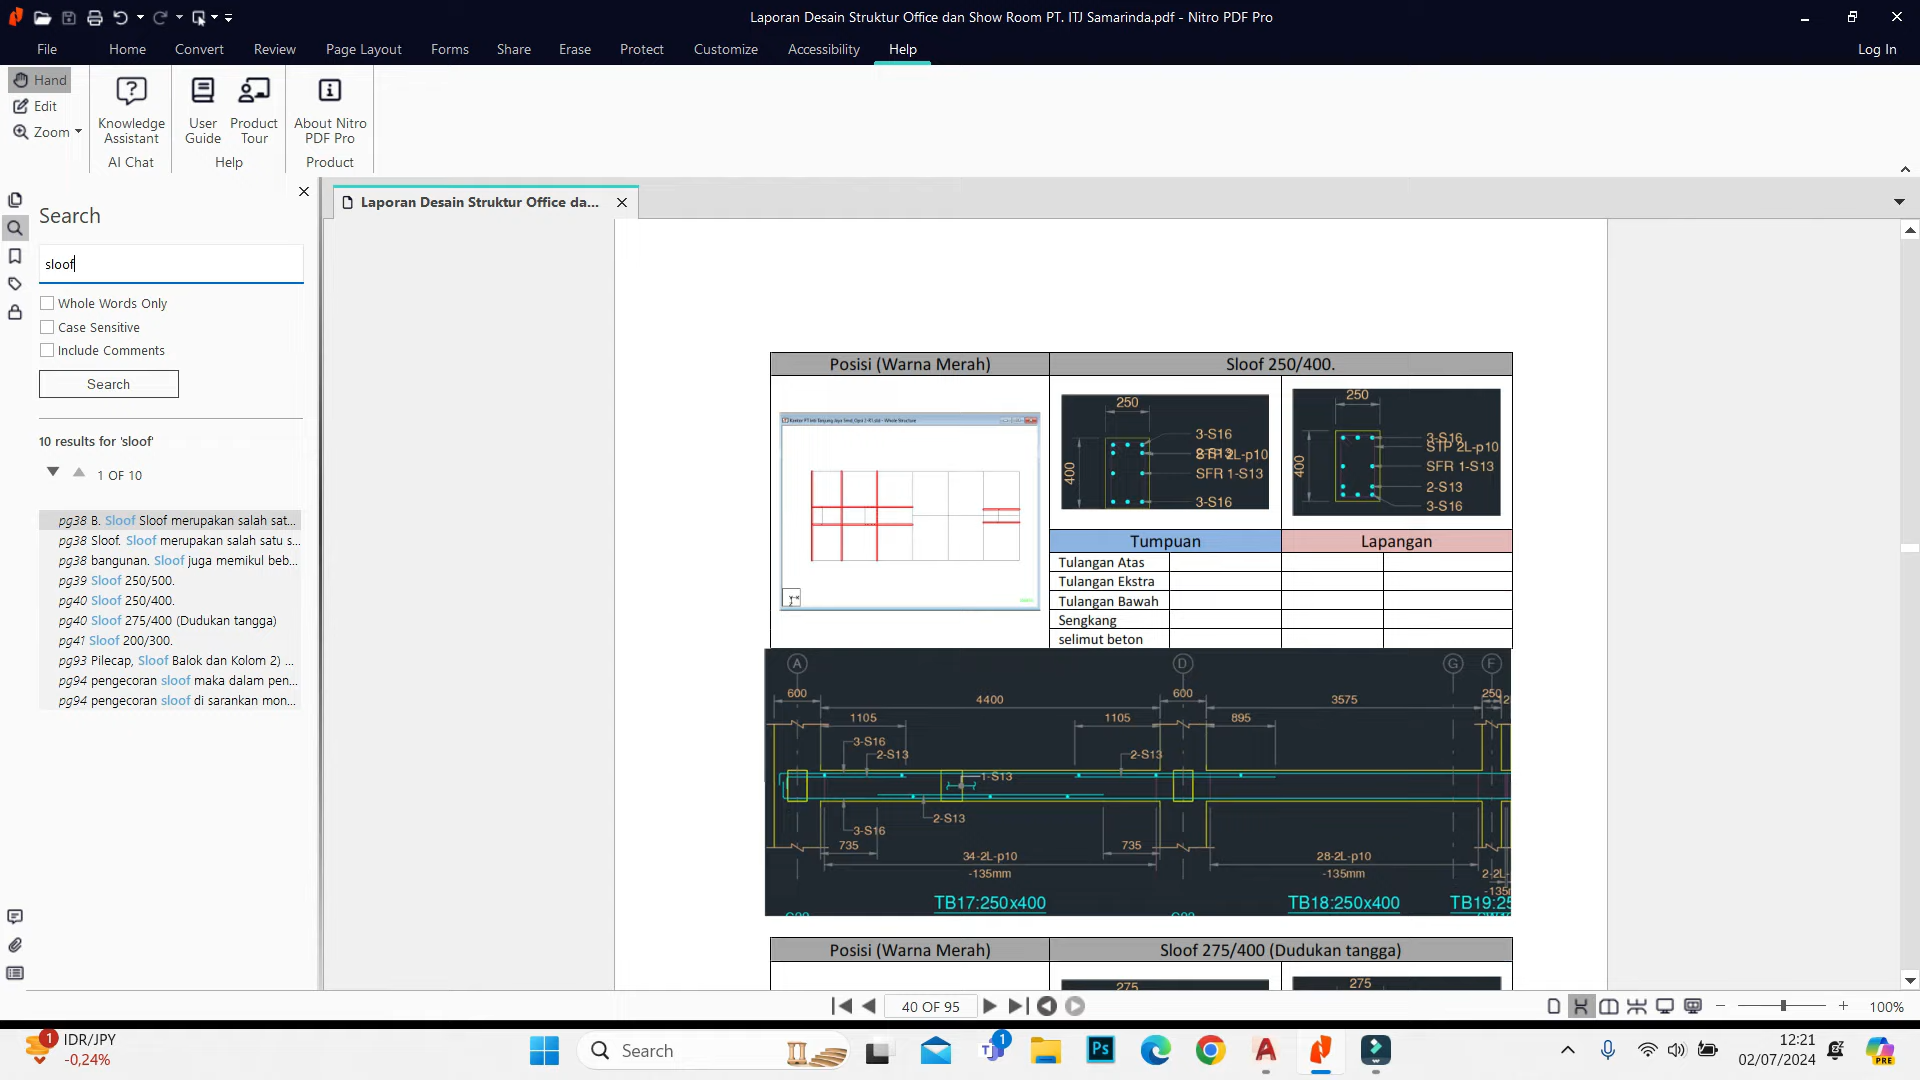 Laporan Desain Struktur Office dan Show Room PT. ITJ Samarinda.pdf - Nitro PDF Pro
File Home Convert Review Page Layout Forms Share Erase Protect Customize Accessibility Help Log In
Hand
Edit
Zoom
Knowledge Assistant
AI Chat
User Guide
Product Tour
Help
About Nitro PDF Pro
Product
Search
sloof
Whole Words Only
Case Sensitive
Include Comments
Search
10 results for 'sloof'
1 OF 10
pg38 B. Sloof Sloof merupakan salah sat...
pg38 Sloof. Sloof merupakan salah satu s...
pg38 bangunan. Sloof juga memikul beb...
pg39 Sloof 250/500.
pg40 Sloof 250/400.
pg40 Sloof 275/400 (Dudukan tangga)
pg41 Sloof 200/300.
pg93 Pilecap, Sloof Balok dan Kolom 2) ...
pg94 pengecoran sloof maka dalam pen...
pg94 pengecoran sloof di sarankan mon...
Laporan Desain Struktur Office da...
Posisi (Warna Merah) Sloof 250/400.
250
400
3-S16
STP 2L-p10
SFR 1-S13
3-S16
250
400
3-S16
STP 2L-p10
SFR 1-S13
2-S13
3-S16
Tumpuan Lapangan
Tulangan Atas
Tulangan Ekstra
Tulangan Bawah
Sengkang
selimut beton
A D G F
600 4400 600 3575 250
1105 1105 895
3-S16
2-S13 2-S13
1-S13
2-S13
3-S16
735 735
34-2L-p10 28-2L-p10
-135mm -135mm
TB17:250x400 TB18:250x400
Posisi (Warna Merah) Sloof 275/400 (Dudukan tangga)
275 275
40 OF 95
100%
1
IDR/JPY
-0,24%
Search
1
Ps
12:21
02/07/2024
PRE